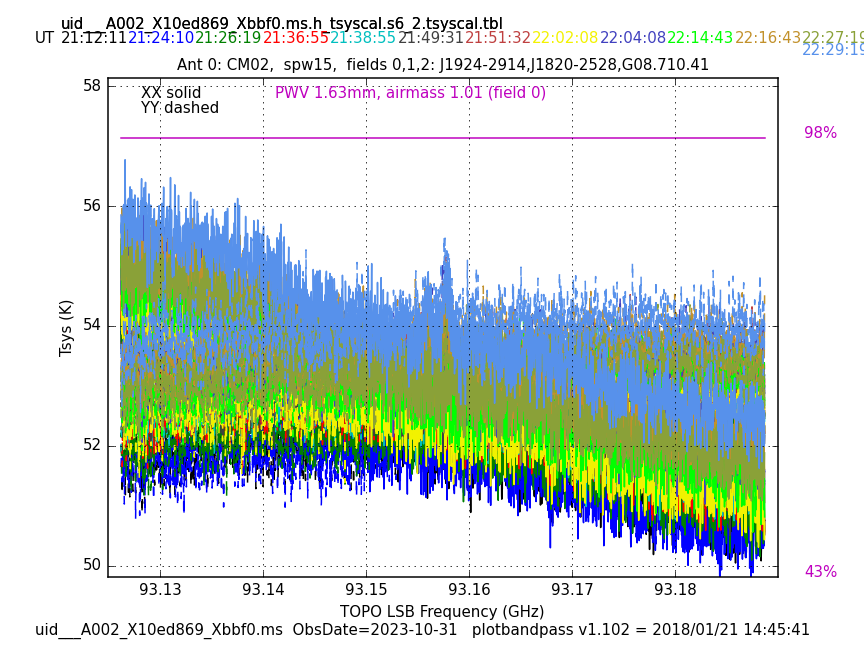 uid___A002_X10ed869_Xbbf0.ms.h_tsyscal.s6_2.tsyscal.tbl
UT 21:12:11 21:24:10 21:26:19 21:36:55 21:38:55 21:49:31 21:51:32 22:02:08 22:04:08 22:14:43 22:16:43 22:27:19
22:29:19
Ant 0: CM02, spw15, fields 0,1,2: J1924-2914,J1820-2528,G08.710.41
XX solid
YY dashed
PWV 1.63mm, airmass 1.01 (field 0)
98%
43%
58
56
54
52
50
Tsys (K)
93.13 93.14 93.15 93.16 93.17 93.18
TOPO LSB Frequency (GHz)
uid___A002_X10ed869_Xbbf0.ms ObsDate=2023-10-31 plotbandpass v1.102 = 2018/01/21 14:45:41